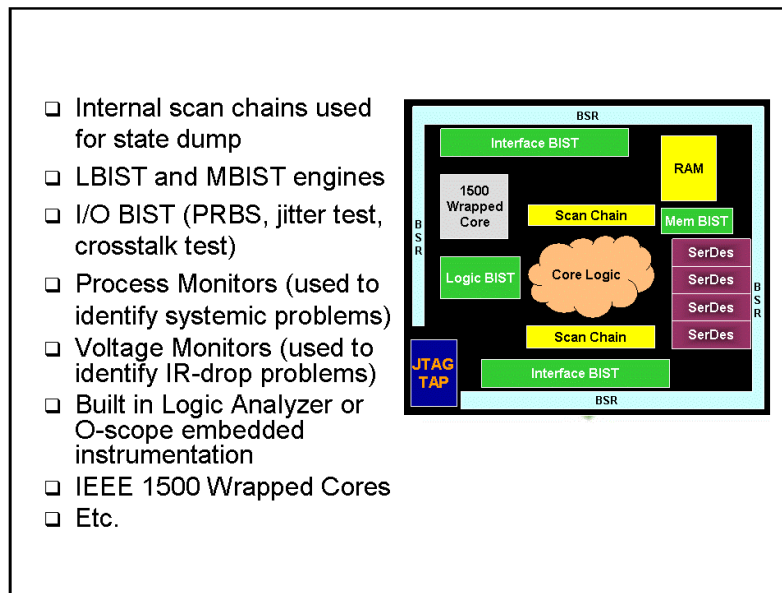 ❑ Internal scan chains used
for state dump
❑ LBIST and MBIST engines
❑ I/O BIST (PRBS, jitter test,
crosstalk test)
❑ Process Monitors (used to
identify systemic problems)
❑ Voltage Monitors (used to
identify IR-drop problems)
❑ Built in Logic Analyzer or
O-scope embedded
instrumentation
❑ IEEE 1500 Wrapped Cores
❑ Etc.
BSR
Interface BIST
RAM
1500
Wrapped
Core
Scan Chain
Mem BIST
BSR
Logic BIST
Core Logic
SerDes
SerDes
SerDes
SerDes
BSR
Scan Chain
JTAG
TAP
Interface BIST
BSR